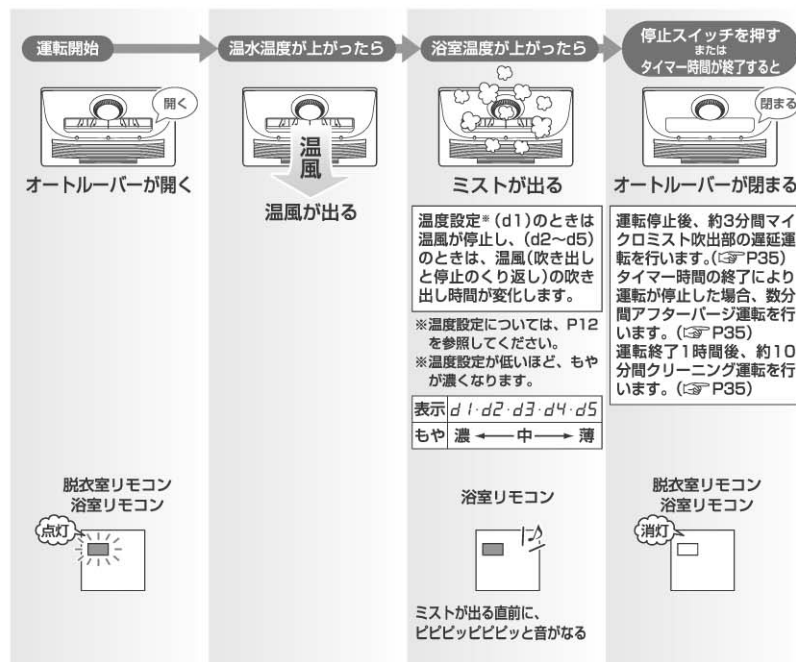 運転開始
開く
オートルーバーが開く
脱衣室リモコン
浴室リモコン
点灯
温水温度が上がったら
温風
温風が出る
浴室温度が上がったら
ミストが出る
温度設定※(d1)のときは
温風が停止し、(d2〜d5)
のときは、温風(吹き出し
と停止のくり返し)の吹き
出し時間が変化します。
※温度設定については、P12
を参照してください。
※温度設定が低いほど、もや
が濃くなります。
表示 d1・d2・d3・d4・d5
もや 濃 ← 中 → 薄
浴室リモコン
ミストが出る直前に、
ピピピッピピピッと音がなる
停止スイッチを押す
または
タイマー時間が終了すると
閉まる
オートルーバーが閉まる
運転停止後、約3分間マイ
クロミスト吹出部の遅延運
転を行います。(☞P35)
タイマー時間の終了により
運転が停止した場合、数分
間アフターパージ運転を行
います。(☞P35)
運転終了1時間後、約10
分間クリーニング運転を行
います。(☞P35)
脱衣室リモコン
浴室リモコン
消灯